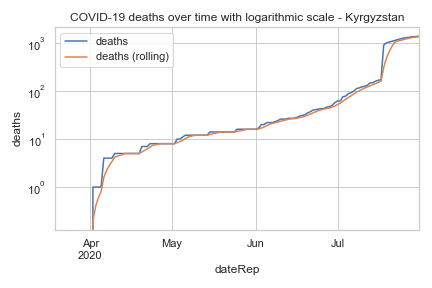 COVID-19 deaths over time with logarithmic scale - Kyrgyzstan
deaths
deaths (rolling)
deaths
10³
10²
10¹
10⁰
Apr May Jun Jul
2020
dateRep